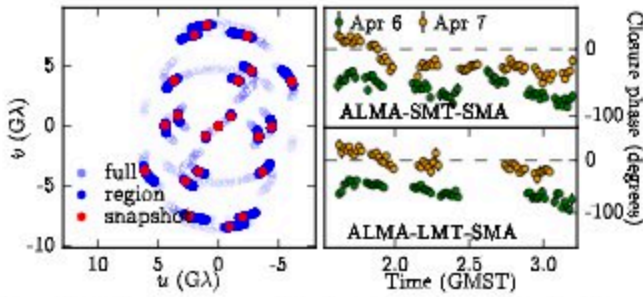 10
5
0
-5
-10
v (Gλ)
full
region
snapshot
10 5 0 -5
u (Gλ)
Apr 6 Apr 7
ALMA-SMT-SMA
0
-100
ALMA-LMT-SMA
0
-100
Closure phase (degrees)
2.0 2.5 3.0
Time (GMST)